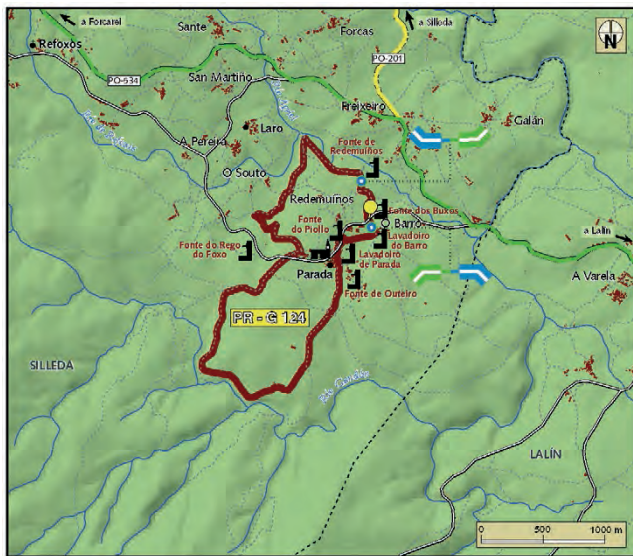 a Forcarei
a Silleda
Sante
Forcas
N
Refoxos
PO-201
PO-534
San Martiño
Freixeiro
Galán
Laro
A Pereira
Fonte de
Redemuíños
O Souto
Redemuíños
Fonte dos Buxos
Fonte
do Piollo
Barro
a Lalín
Lavadoiro
do Barro
Fonte do Rego
do Foxo
Lavadoiro
de Parada
Parada
A Varela
Fonte de Outeiro
PR - G 124
SILLEDA
LALÍN
0 500 1000 m